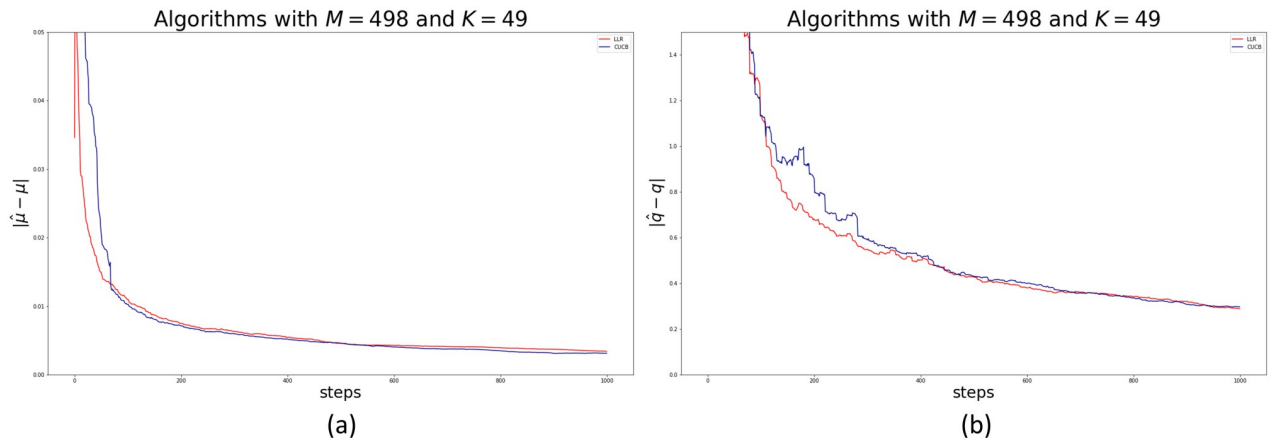 Algorithms with M = 498 and K = 49
LLR
CUCB
0.05
0.04
0.03
0.02
0.01
0.00
|μ̂ − μ|
0 200 400 600 800 1000
steps
(a)
Algorithms with M = 498 and K = 49
LLR
CUCB
1.4
1.2
1.0
0.8
0.6
0.4
0.2
0.0
|q̂ − q|
0 200 400 600 800 1000
steps
(b)